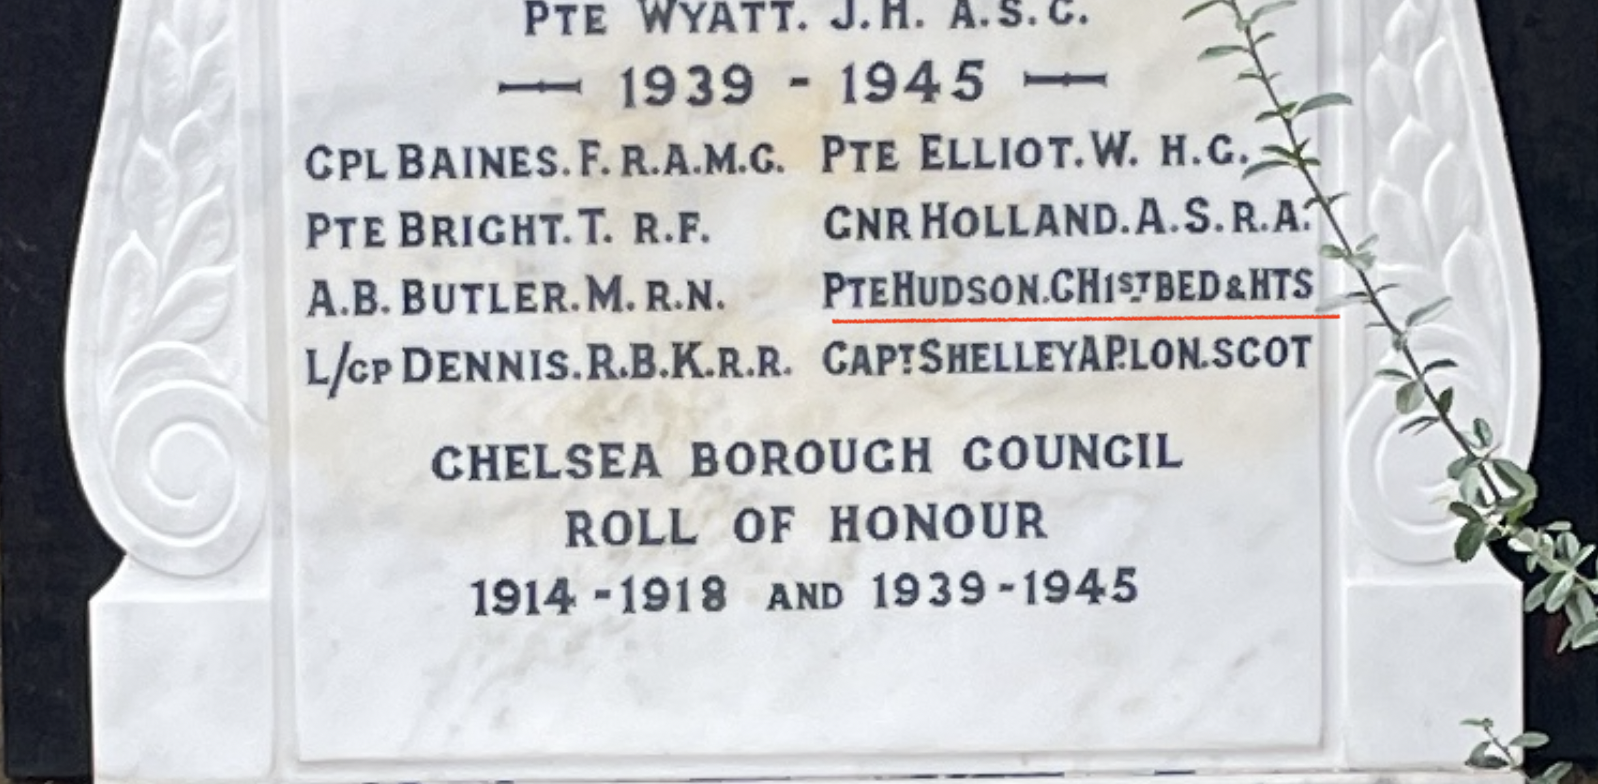 PTE WYATT. J.H. A.S.C.
1939 - 1945
CPL BAINES. F. R.A.M.C. PTE ELLIOT. W. H.G.
PTE BRIGHT. T. R.F. GNR HOLLAND. A.S. R.A.
A.B. BUTLER. M. R.N. PTE HUDSON. CH 1ST BED & HTS
L/CP DENNIS. R.B. K.R.R. CAPT. SHELLEY A.P. LON. SCOT
CHELSEA BOROUGH COUNCIL
ROLL OF HONOUR
1914 - 1918 AND 1939 - 1945